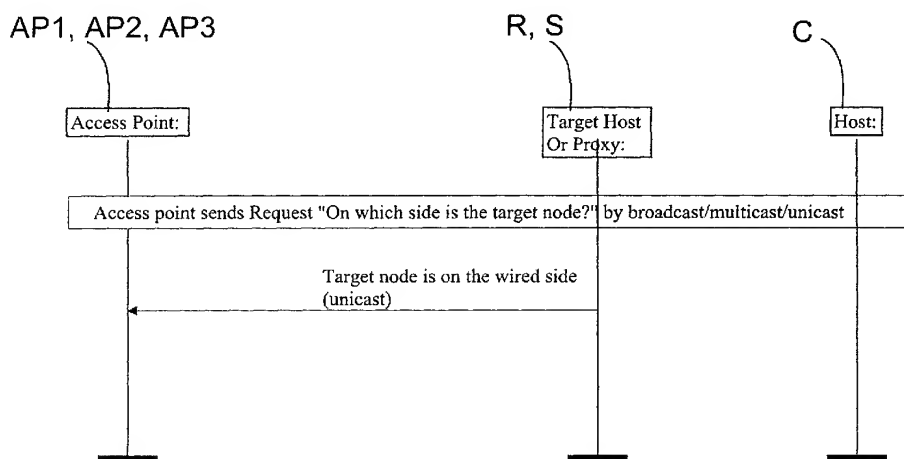 AP1, AP2, AP3
R, S
C
Access Point:
Target Host
Or Proxy:
Host:
Access point sends Request "On which side is the target node?" by broadcast/multicast/unicast
Target node is on the wired side
(unicast)